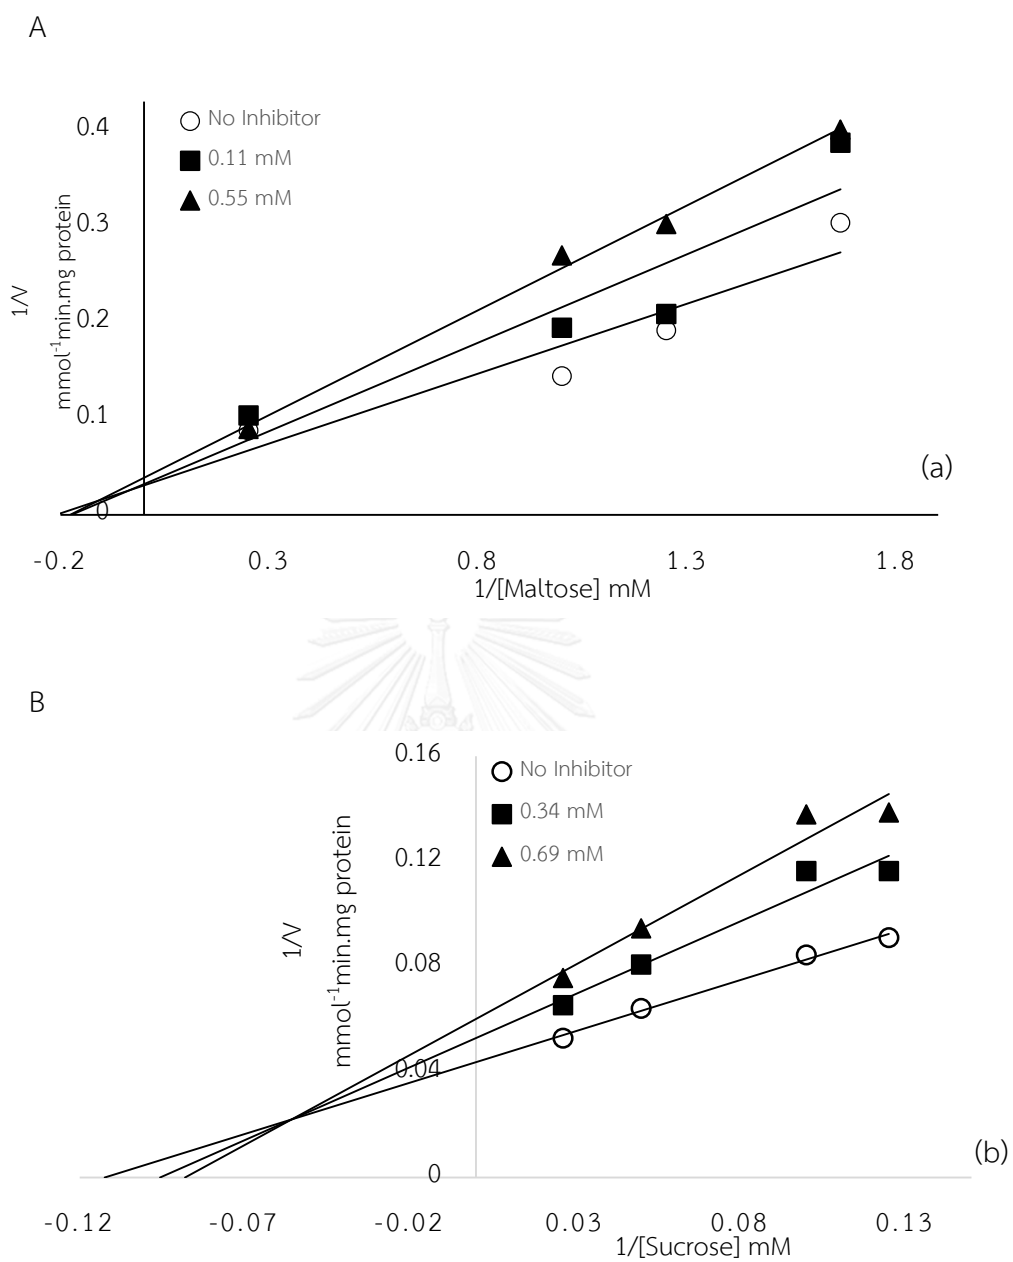 A
0.4
0.3
0.2
0.1
0
1/V
mmol-1min.mg protein
No Inhibitor
0.11 mM
0.55 mM
(a)
-0.2 0.3 0.8 1.3 1.8
1/[Maltose] mM
B
0.16
0.12
0.08
0.04
0
1/V
mmol-1min.mg protein
No Inhibitor
0.34 mM
0.69 mM
(b)
-0.12 -0.07 -0.02 0.03 0.08 0.13
1/[Sucrose] mM